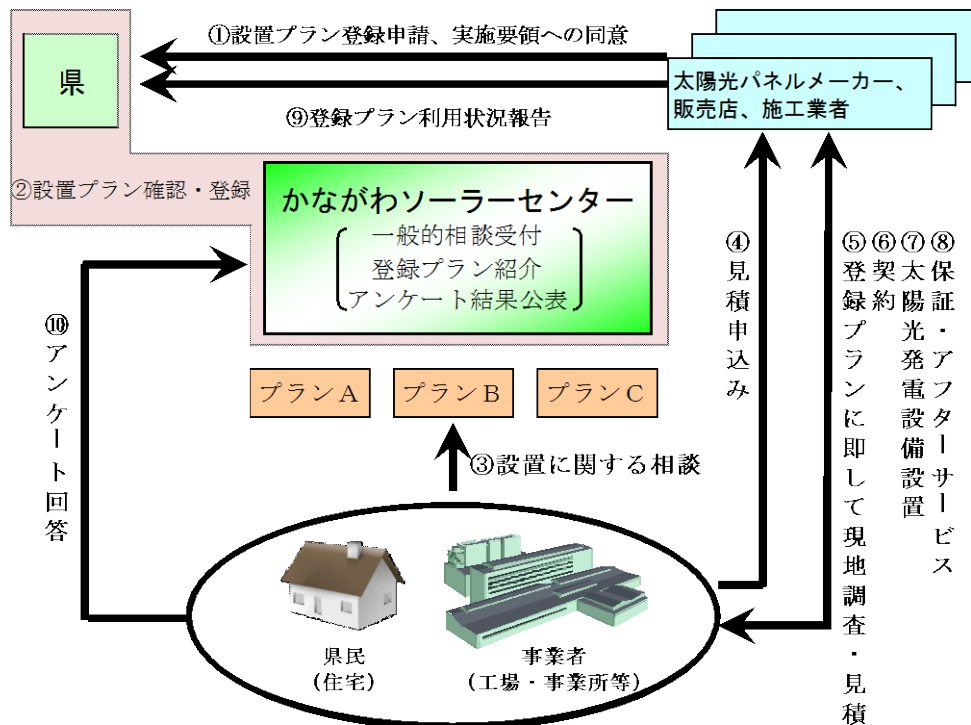 ①設置プラン登録申請、実施要領への同意
県
太陽光パネルメーカー、
販売店、施工業者
⑨登録プラン利用状況報告
②設置プラン確認・登録
かながわソーラーセンター
一般的相談受付
登録プラン紹介
アンケート結果公表
④見積申込み
⑧保証・アフターサービス
⑦太陽光発電設備設置
⑥契約
⑤登録プランに即して現地調査・見積
⑩アンケート回答
プランA
プランB
プランC
③設置に関する相談
県民
(住宅)
事業者
(工場・事業所等)